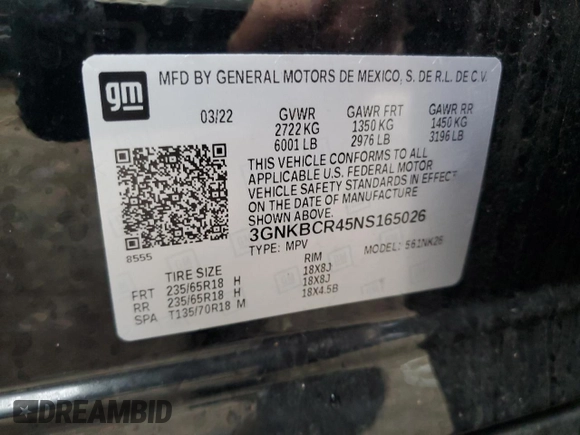 gm
MFD BY GENERAL MOTORS DE MEXICO, S. DE R.L. DE C.V.
03/22 GVWR GAWR FRT GAWR RR
2722 KG 1350 KG 1450 KG
6001 LB 2976 LB 3196 LB
THIS VEHICLE CONFORMS TO ALL
APPLICABLE U.S. FEDERAL MOTOR
VEHICLE SAFETY STANDARDS IN EFFECT
ON THE DATE OF MANUFACTURE
SHOWN ABOVE.
3GNKBCR45NS165026
8555 TYPE: MPV MODEL:
TIRE SIZE RIM
FRT 235/65R18 H 18X8J
RR 235/65R18 H 18X8J
SPA T135/70R18 M 18X4.5B
DREAMBID